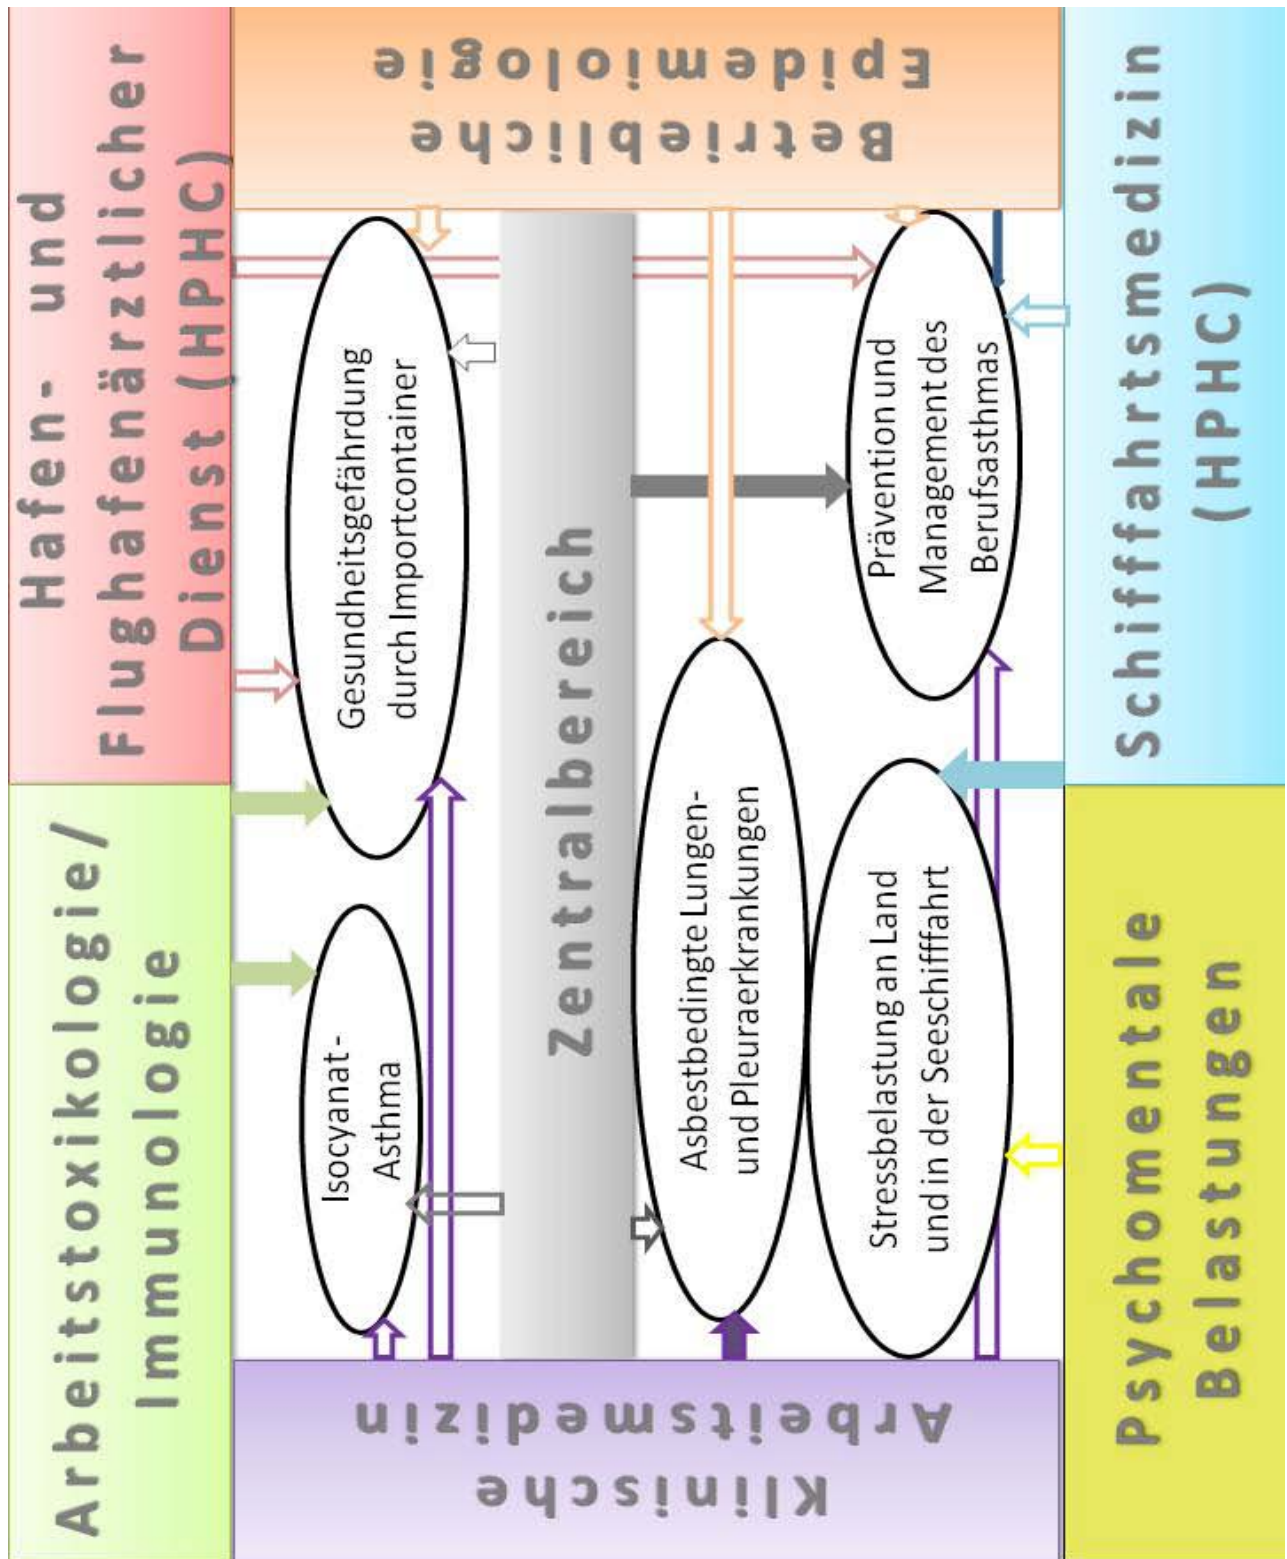 Arbeitstoxikologie/
Immunologie
Hafen- und
Flughafenärztlicher
Dienst (HPHC)
Klinische
Arbeitsmedizin
Isocyanat-
Asthma
Gesundheitsgefährdung
durch Importcontainer
Zentralbereich
Asbestbedingte Lungen-
und Pleuraerkrankungen
Stressbelastung an Land
und in der Seeschifffahrt
Prävention und
Management des
Berufsasthmas
Betriebliche
Epidemiologie
Psychomentale
Belastungen
Schifffahrtsmedizin
(HPHC)